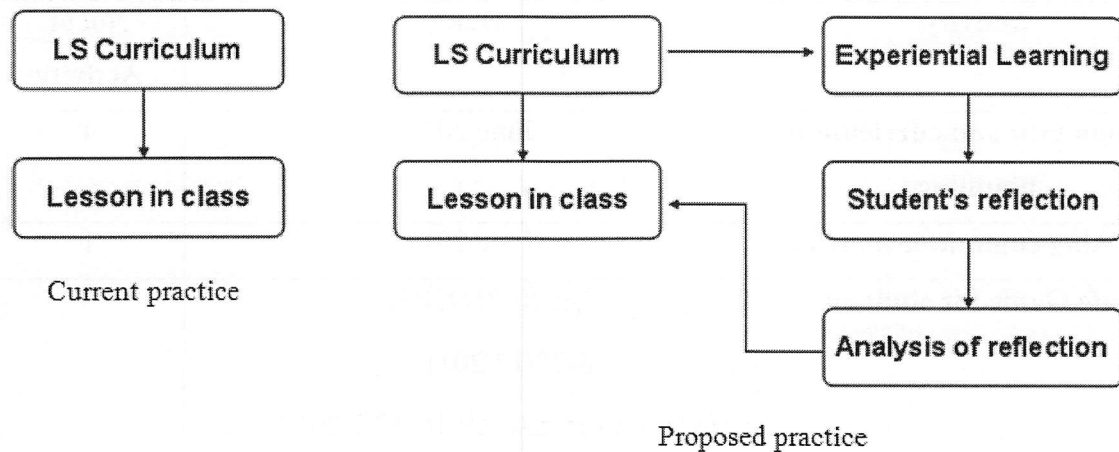 LS Curriculum
Lesson in class
Current practice
LS Curriculum
Experiential Learning
Lesson in class
Student's reflection
Analysis of reflection
Proposed practice